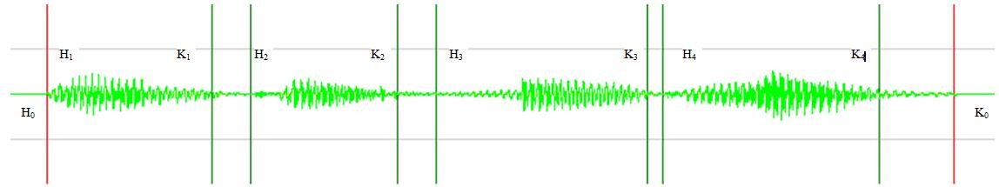 H₁ K₁ H₂ K₂ H₃ K₃ H₄ K₄
H₀ K₀